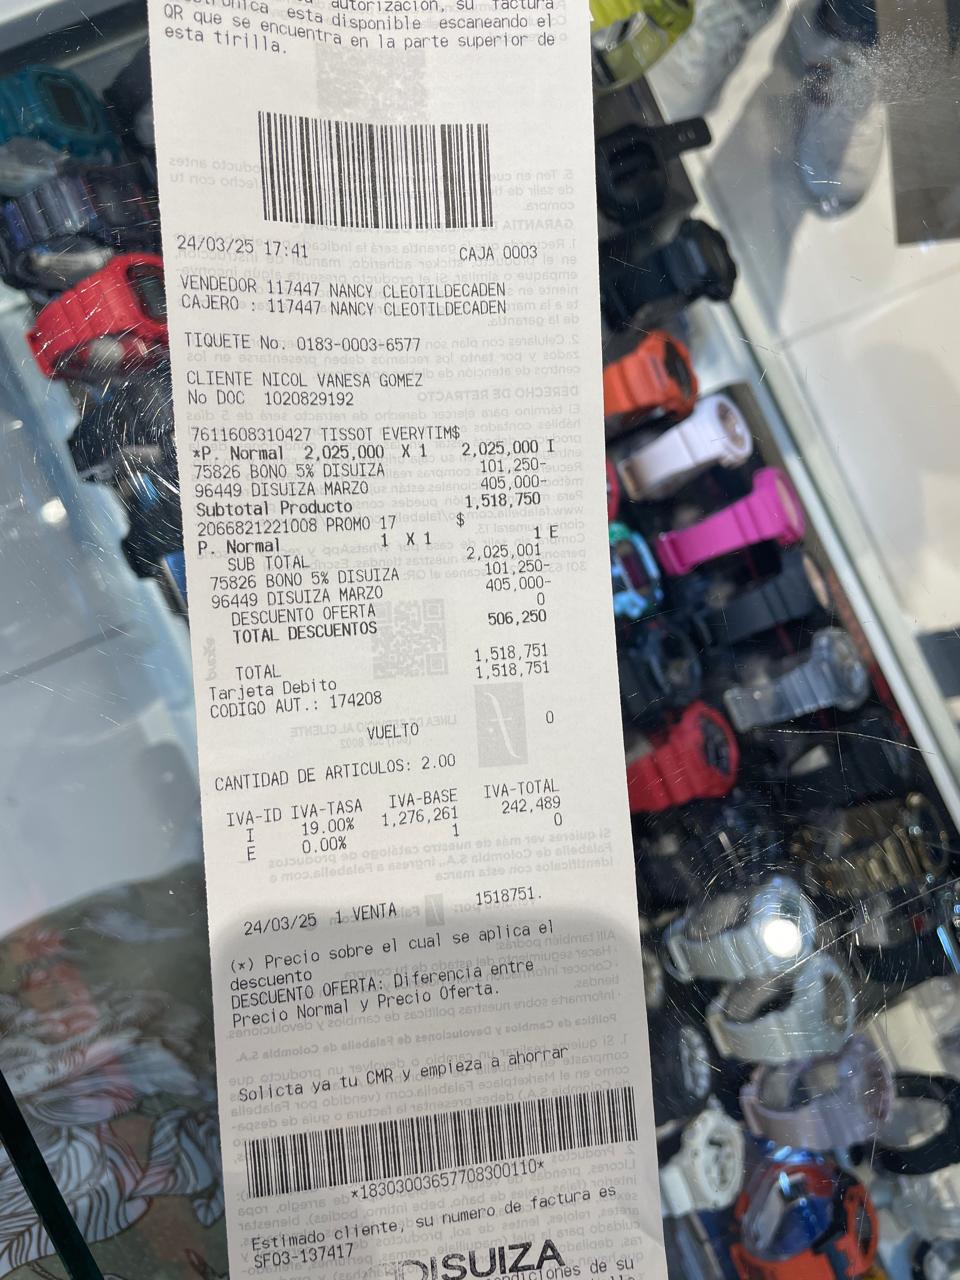 autorización, su factura
esta disponible escaneando el
QR que se encuentra en la parte superior de
esta tirilla.
24/03/25 17:41 CAJA 0003
VENDEDOR 117447 NANCY CLEOTILDECADEN
CAJERO : 117447 NANCY CLEOTILDECADEN
TIQUETE No. 0183-0003-6577
CLIENTE NICOL VANESA GOMEZ
No DOC 1020829192
7611608310427 TISSOT EVERYTIM$
*P. Normal 2,025,000 X 1 2,025,000 I
75826 BONO 5% DISUIZA 101,250-
96449 DISUIZA MARZO 405,000-
Subtotal Producto 1,518,750
2066821221008 PROMO 17 $
P. Normal 1 X 1 1 E
SUB TOTAL 2,025,001
75826 BONO 5% DISUIZA 101,250-
96449 DISUIZA MARZO 405,000-
DESCUENTO OFERTA 0
TOTAL DESCUENTOS 506,250
TOTAL 1,518,751
Tarjeta Debito 1,518,751
CODIGO AUT.: 174208
VUELTO 0
CANTIDAD DE ARTICULOS: 2.00
IVA-ID IVA-TASA IVA-BASE IVA-TOTAL
I 19.00% 1,276,261 242,489
E 0.00% 1 0
24/03/25 1 VENTA 1518751.
(*) Precio sobre el cual se aplica el
descuento
DESCUENTO OFERTA: Diferencia entre
Precio Normal y Precio Oferta.
Solicta ya tu CMR y empieza a ahorrar
*18303003657708300110*
Estimado cliente, su numero de factura es
SF03-137417
DISUIZA